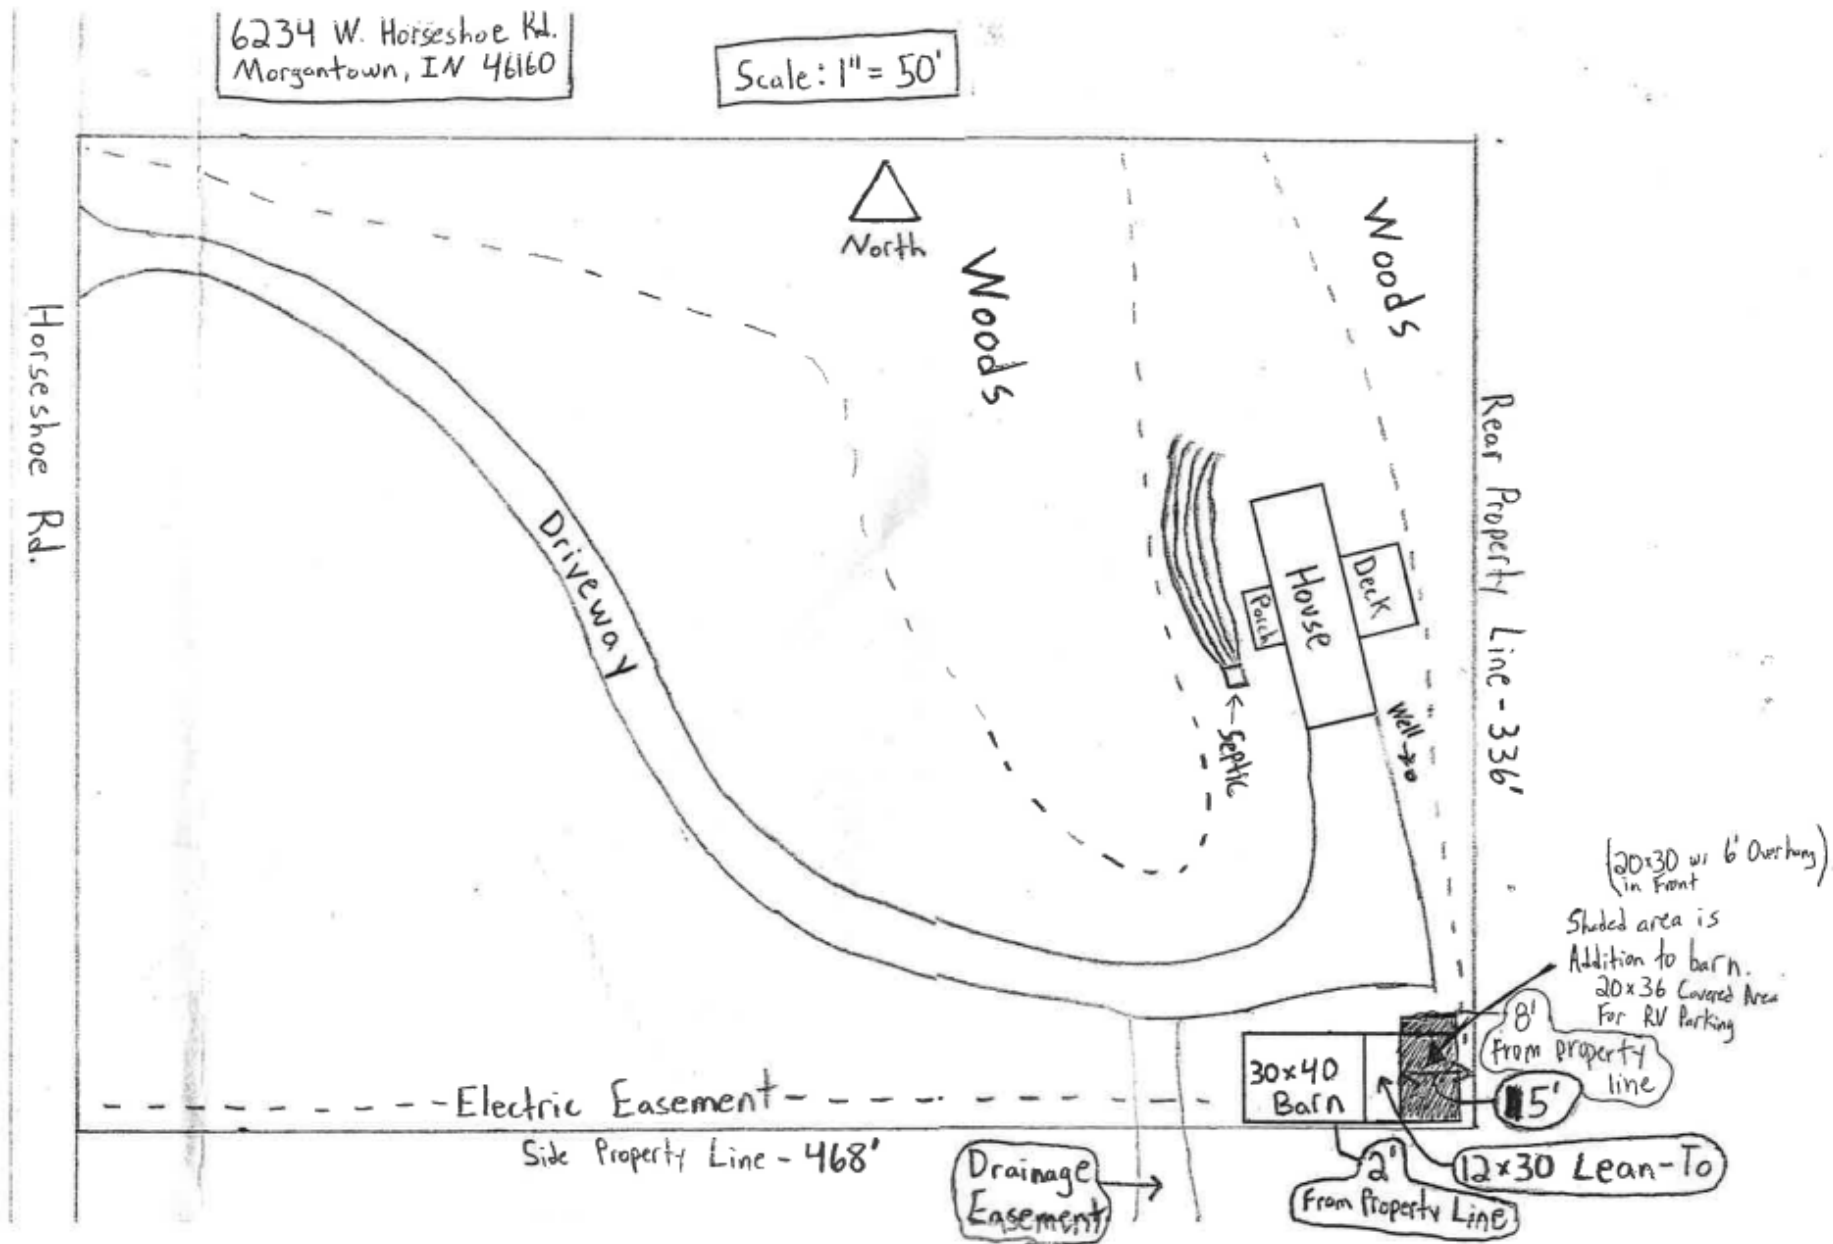 6234 W. Horseshoe Rd.
Morgantown, IN 46160
Scale: 1" = 50'
North
Woods
Woods
Horseshoe Rd.
Driveway
House
Deck
Porch
Rear Property Line - 336'
Well
Septic
(20x30 w/ 6' Overhang)
in Front
Shaded area is
Addition to barn.
20x36 Covered Area
For RV Parking
8'
From property
line
30x40
Barn
5'
Electric Easement
Side Property Line - 468'
Drainage
Easement
2'
From Property Line
12x30 Lean-To